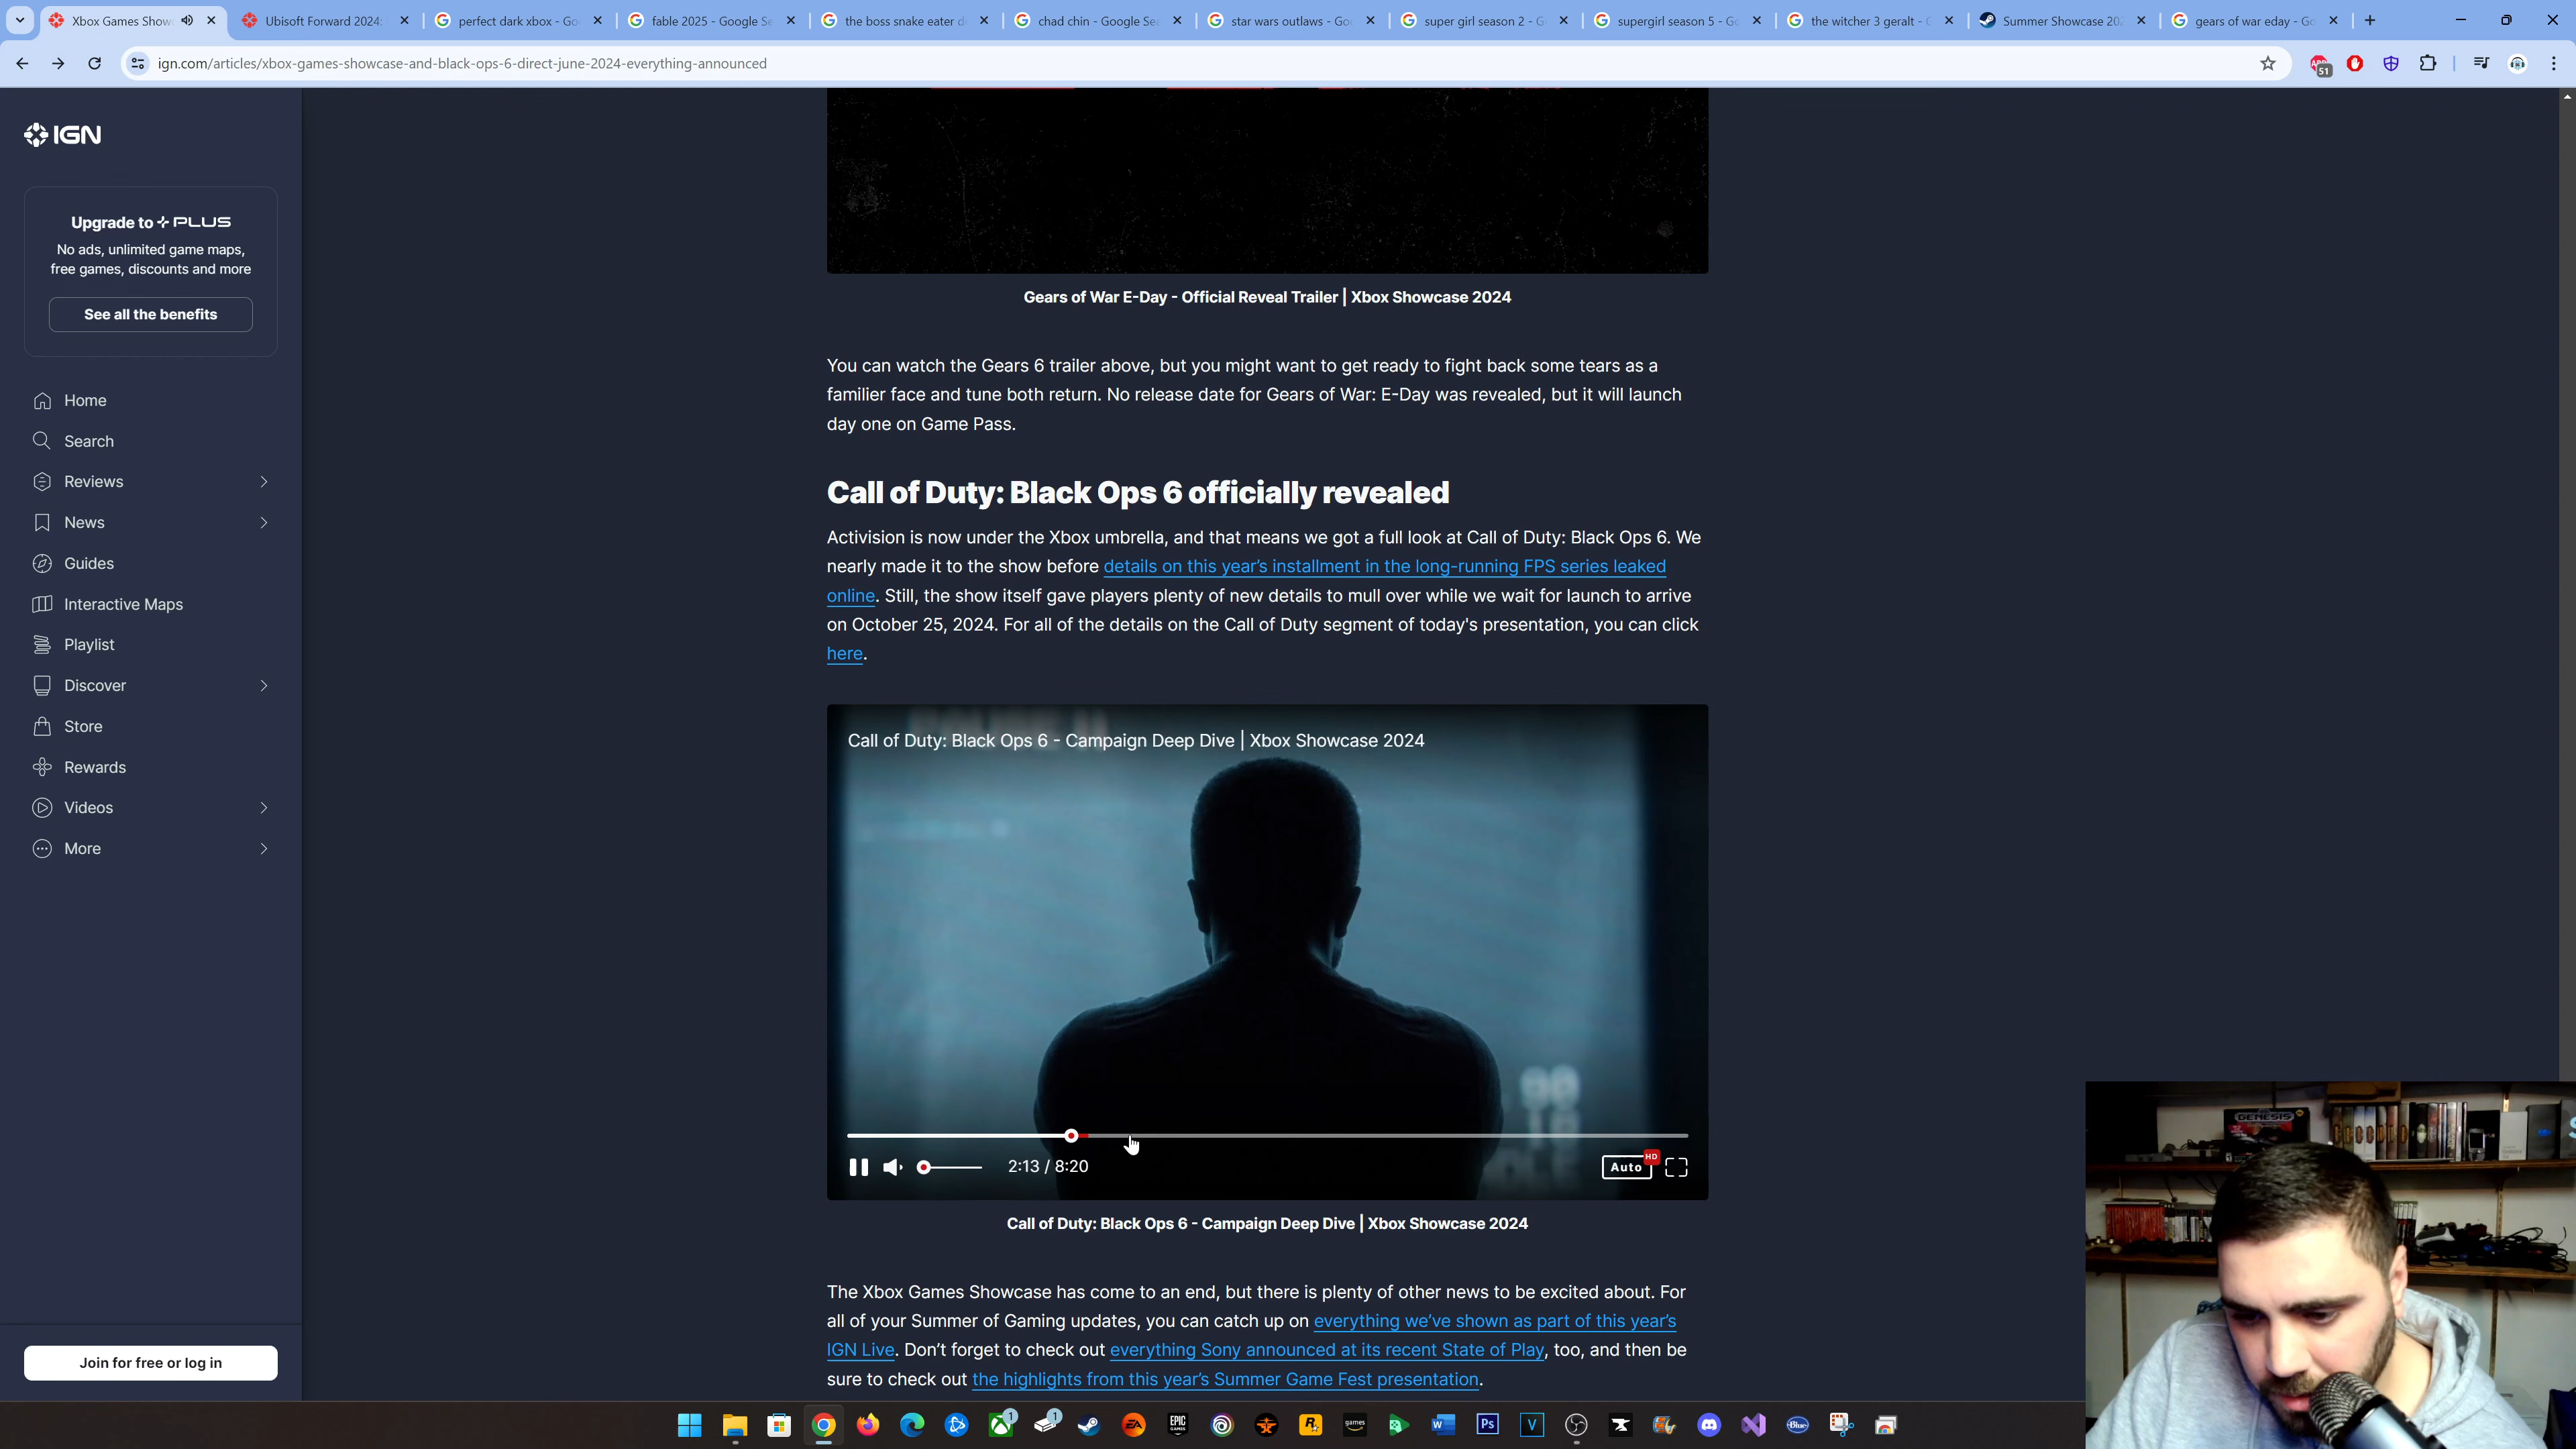 Xbox Games Show
Ubisoft Forward 2024:
perfect dark xbox - Go
fable 2025 - Google Se
the boss snake eater d
chad chin - Google Sea
star wars outlaws - Goo
super girl season 2 - G
supergirl season 5 - Go
the witcher 3 geralt - G
Summer Showcase 202
gears of war eday - Go
ign.com/articles/xbox-games-showcase-and-black-ops-6-direct-june-2024-everything-announced
ABP
51
IGN
Upgrade to PLUS
No ads, unlimited game maps,
free games, discounts and more
See all the benefits
Home
Search
Reviews
News
Guides
Interactive Maps
Playlist
Discover
Store
Rewards
Videos
More
Join for free or log in
Gears of War E-Day - Official Reveal Trailer | Xbox Showcase 2024
You can watch the Gears 6 trailer above, but you might want to get ready to fight back some tears as a
familier face and tune both return. No release date for Gears of War: E-Day was revealed, but it will launch
day one on Game Pass.
Call of Duty: Black Ops 6 officially revealed
Activision is now under the Xbox umbrella, and that means we got a full look at Call of Duty: Black Ops 6. We
nearly made it to the show before details on this year's installment in the long-running FPS series leaked
online. Still, the show itself gave players plenty of new details to mull over while we wait for launch to arrive
on October 25, 2024. For all of the details on the Call of Duty segment of today's presentation, you can click
here.
Call of Duty: Black Ops 6 - Campaign Deep Dive | Xbox Showcase 2024
2:13 / 8:20
Auto
HD
Call of Duty: Black Ops 6 - Campaign Deep Dive | Xbox Showcase 2024
The Xbox Games Showcase has come to an end, but there is plenty of other news to be excited about. For
all of your Summer of Gaming updates, you can catch up on everything we've shown as part of this year's
IGN Live. Don't forget to check out everything Sony announced at its recent State of Play, too, and then be
sure to check out the highlights from this year's Summer Game Fest presentation.
GENESIS
1
1
EA
EPIC
GAMES
R
games
W
Ps
V
Blue